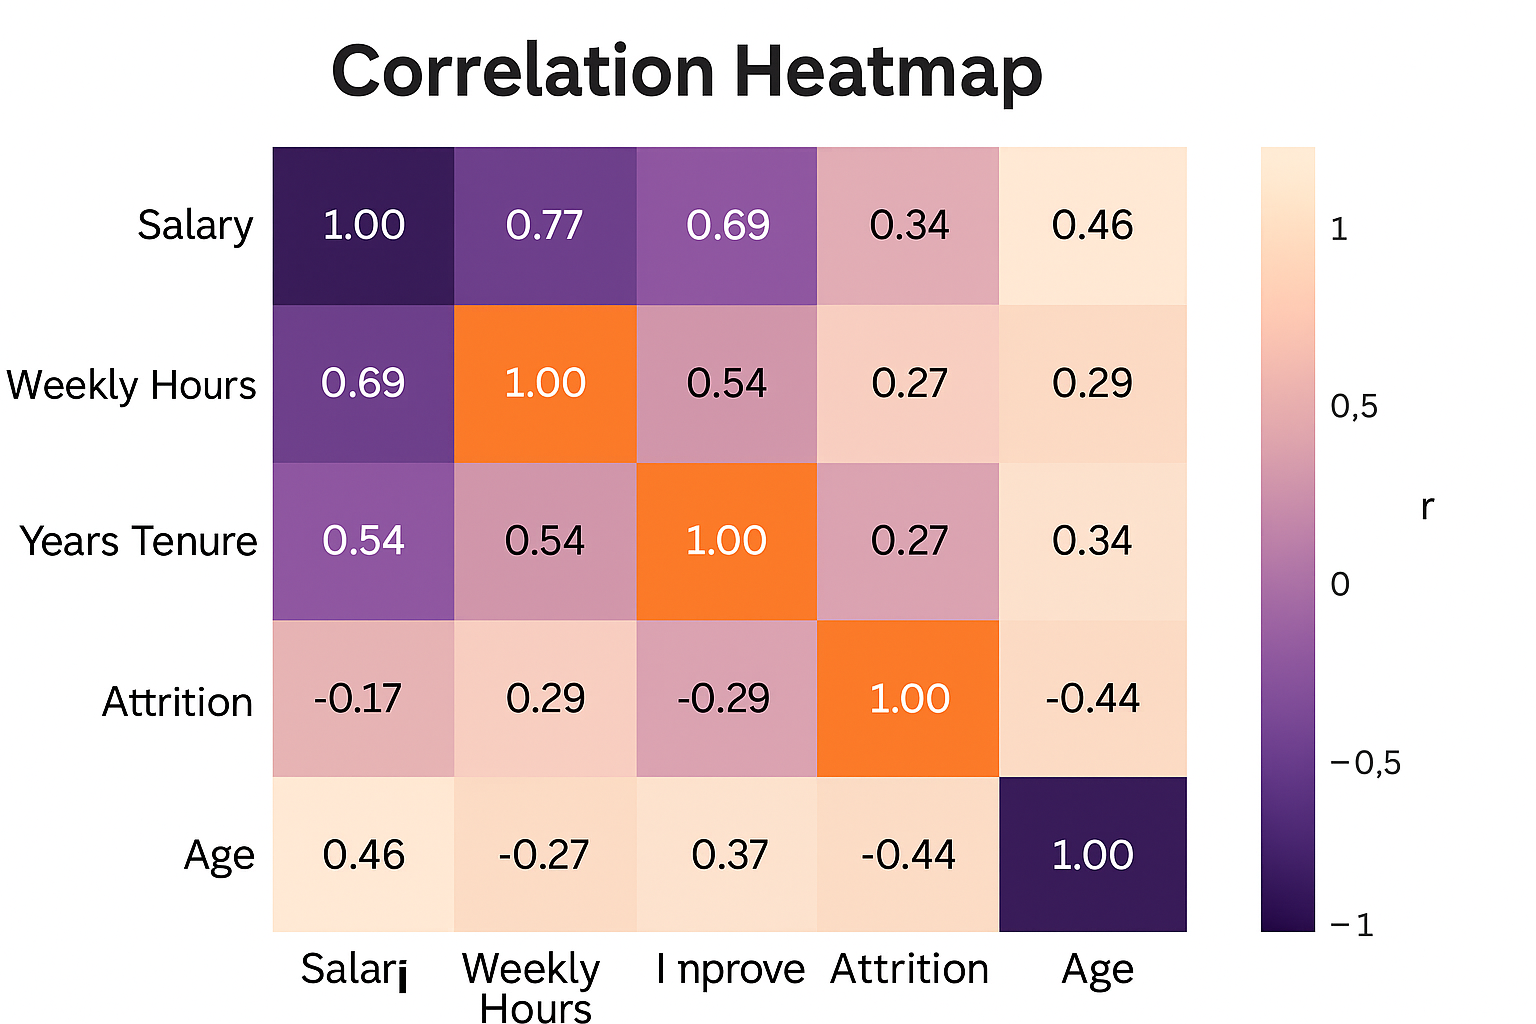 Correlation Heatmap
Salary 1.00 0.77 0.69 0.34 0.46
Weekly Hours 0.69 1.00 0.54 0.27 0.29
Years Tenure 0.54 0.54 1.00 0.27 0.34
Attrition -0.17 0.29 -0.29 1.00 -0.44
Age 0.46 -0.27 0.37 -0.44 1.00
Salari Weekly Hours I nprove Attrition Age
1
0,5
r
0
−0,5
−1